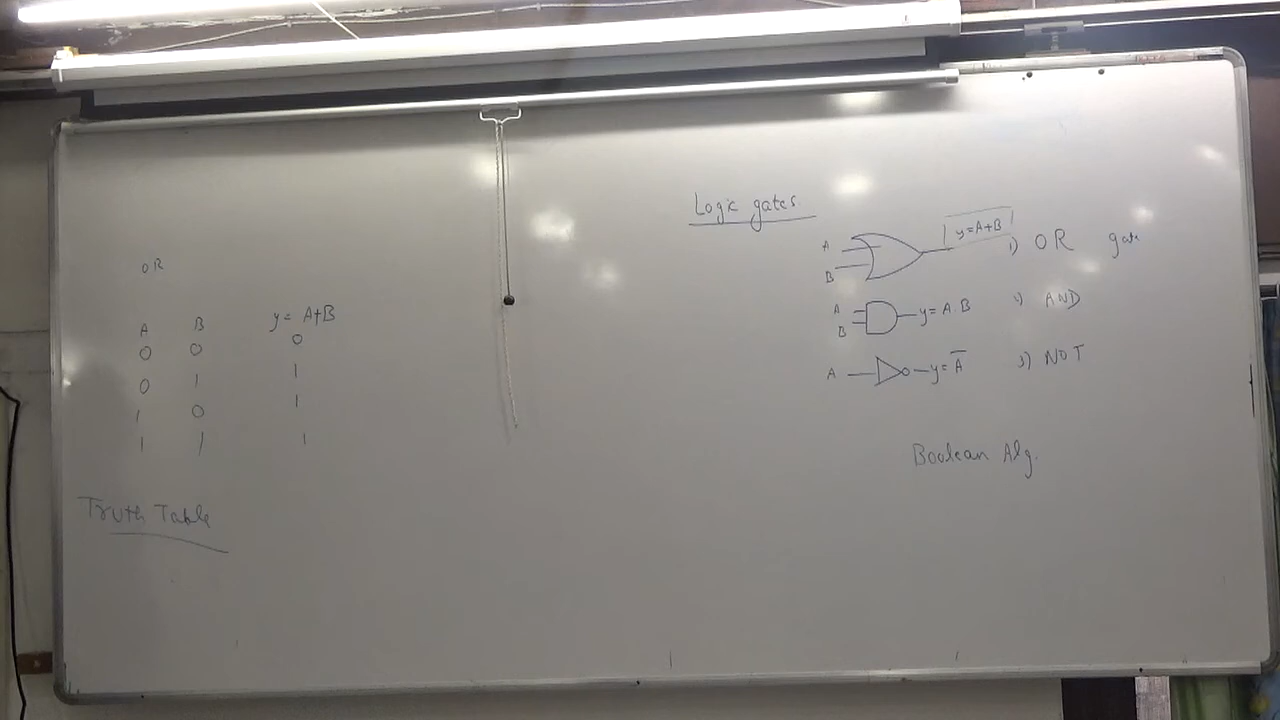 OR
A B y = A+B
0 0 0
0 1 1
1 0 1
1 1 1
Truth Table
Logic gates
A
B
y=A+B
1) OR gate
A
B
y=A.B
2) AND
A
y=A̅
3) NOT
Boolean Alg.